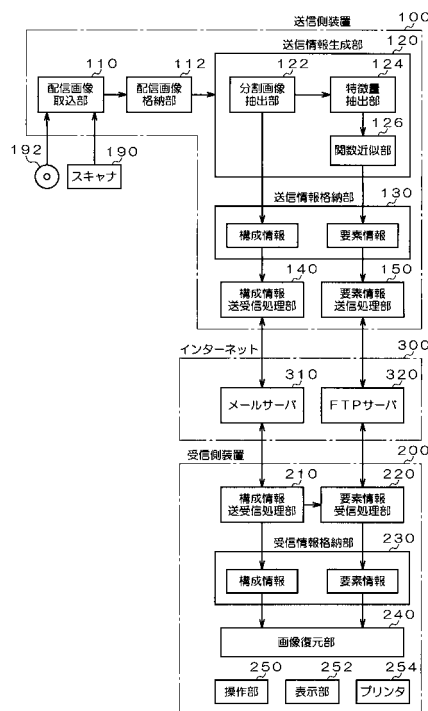 送信側装置
100
送信情報生成部
120
110
配信画像
取込部
112
配信画像
格納部
122
分割画像
抽出部
124
特徴量
抽出部
126
関数近似部
192
190
スキャナ
送信情報格納部
130
構成情報
要素情報
140
構成情報
送受信処理部
150
要素情報
送信処理部
インターネット
300
310
メールサーバ
320
FTPサーバ
受信側装置
200
210
構成情報
送受信処理部
220
要素情報
受信処理部
受信情報格納部
230
構成情報
要素情報
240
画像復元部
250
操作部
252
表示部
254
プリンタ